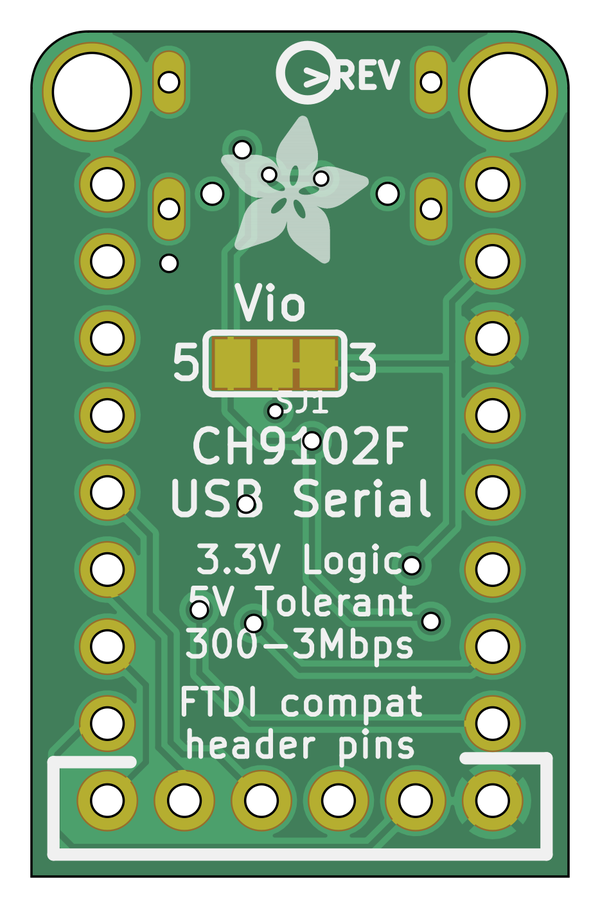 >REV
Vio
5 3
SJ1
CH9102F
USB Serial
3.3V Logic
5V Tolerant
300-3Mbps
FTDI compat
header pins